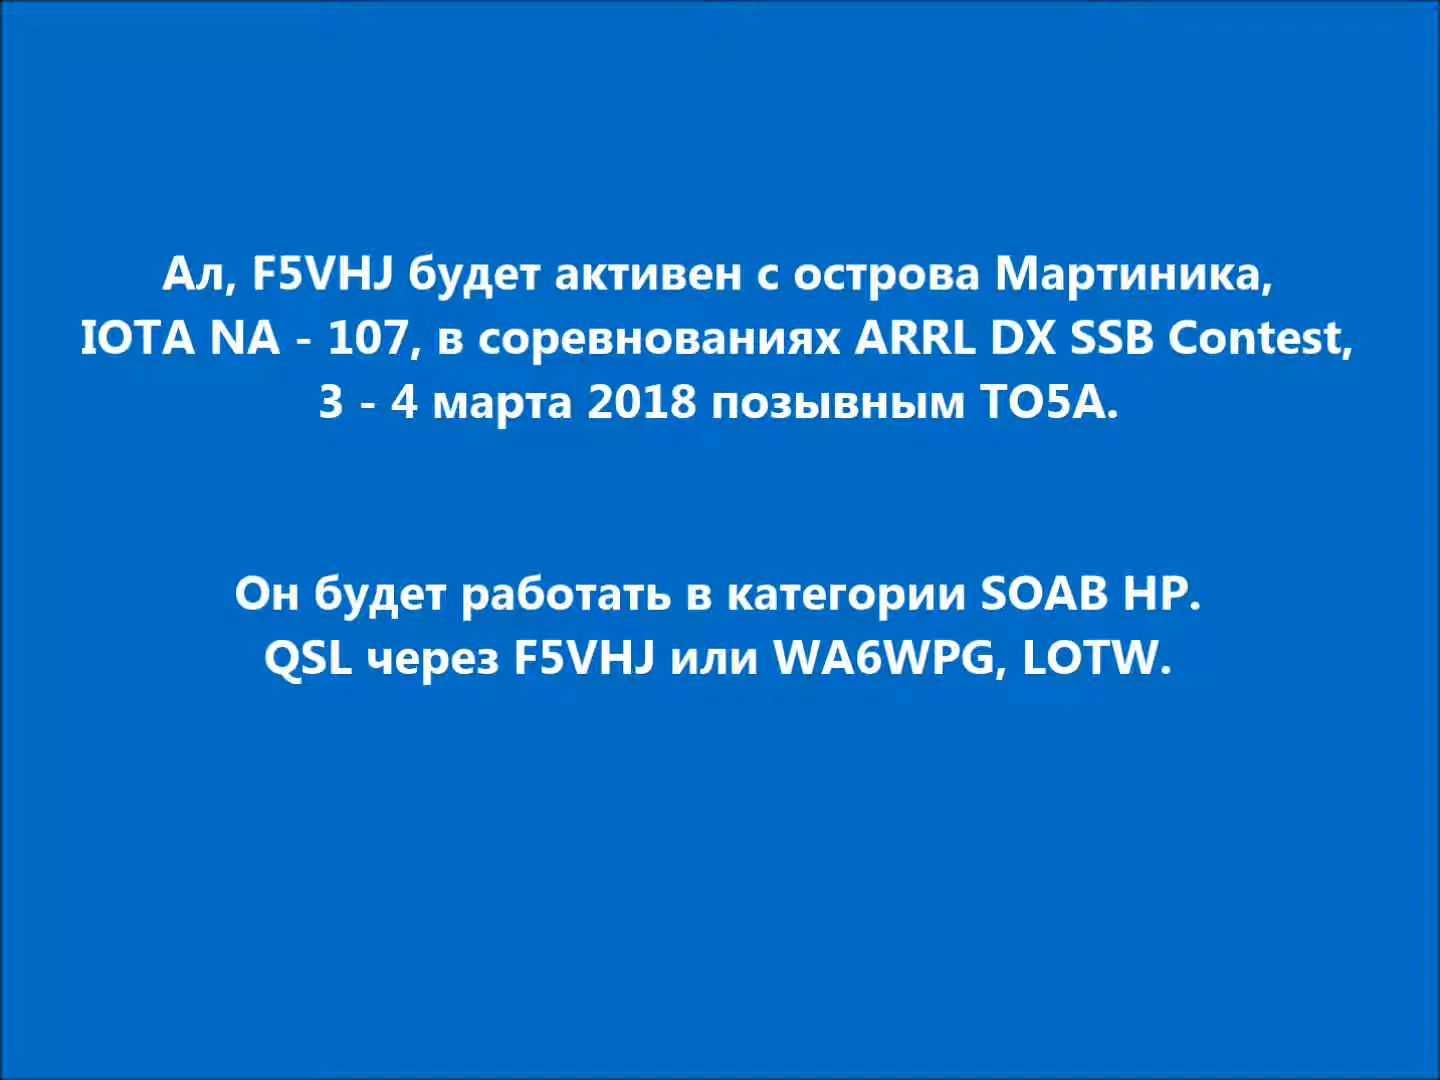 Ал, F5VHJ будет активен с острова Мартиника,
IOTA NA - 107, в соревнованиях ARRL DX SSB Contest,
3 - 4 марта 2018 позывным TO5A.
Он будет работать в категории SOAB HP.
QSL через F5VHJ или WA6WPG, LOTW.